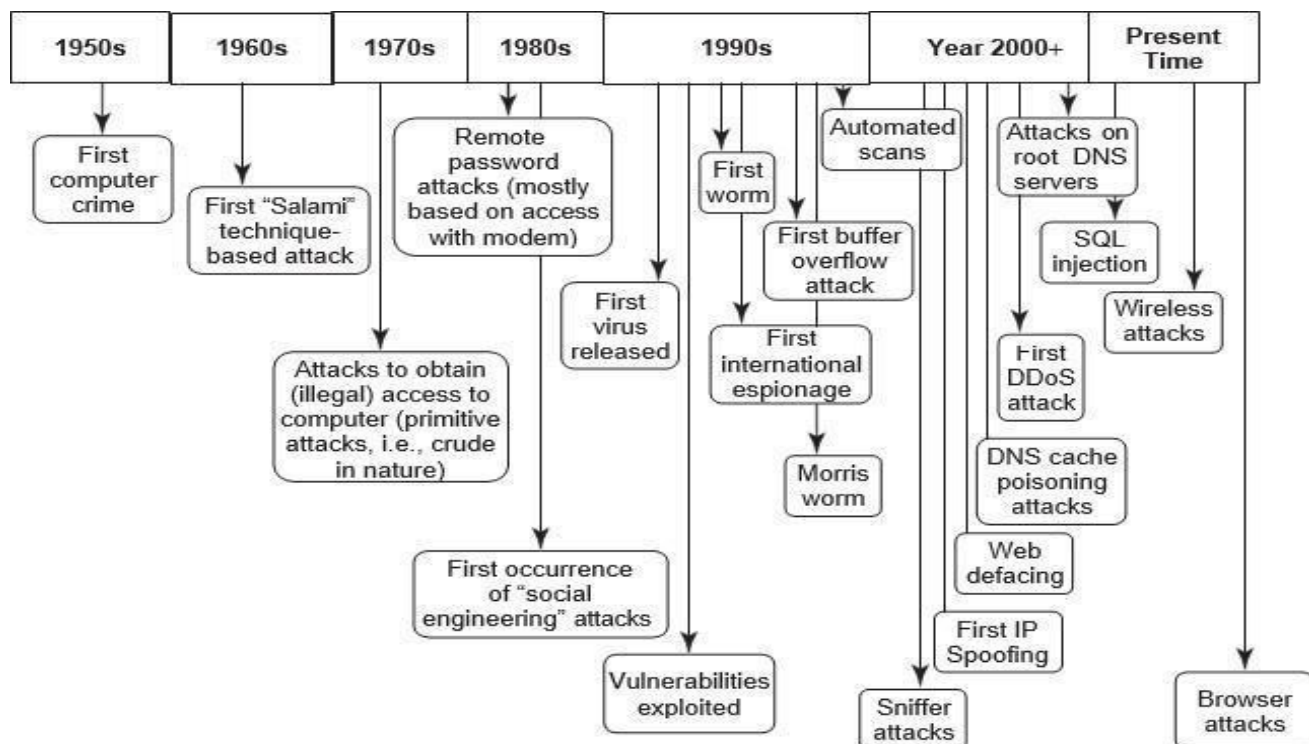 1950s
1960s
1970s
1980s
1990s
Year 2000+
Present
Time
First
computer
crime
First “Salami”
technique-
based attack
Attacks to obtain
(illegal) access to
computer (primitive
attacks, i.e., crude
in nature)
Remote
password
attacks (mostly
based on access
with modem)
First occurrence
of “social
engineering” attacks
First
virus
released
Vulnerabilities
exploited
First
worm
First
international
espionage
First buffer
overflow
attack
Morris
worm
Automated
scans
Sniffer
attacks
First IP
Spoofing
Web
defacing
DNS cache
poisoning
attacks
First
DDoS
attack
Attacks on
root DNS
servers
SQL
injection
Wireless
attacks
Browser
attacks